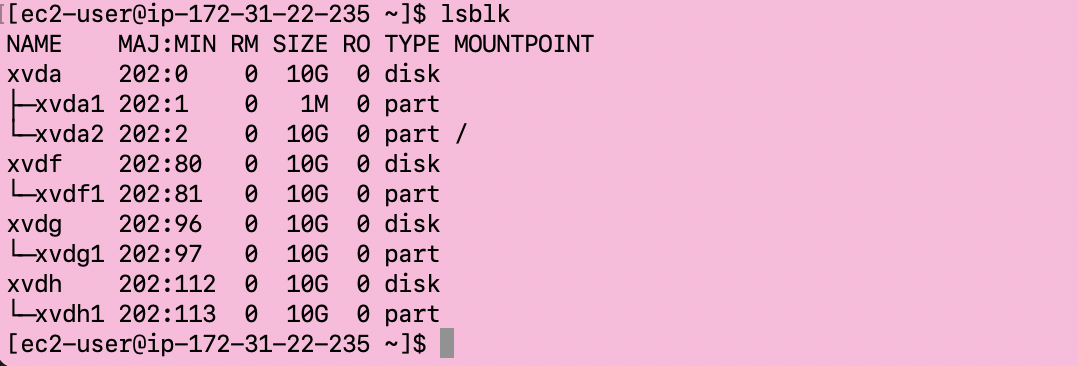 [[ec2-user@ip-172-31-22-235 ~]$ lsblk
NAME    MAJ:MIN RM SIZE RO TYPE MOUNTPOINT
xvda    202:0    0  10G  0 disk
├─xvda1 202:1    0   1M  0 part
└─xvda2 202:2    0  10G  0 part /
xvdf    202:80   0  10G  0 disk
└─xvdf1 202:81   0  10G  0 part
xvdg    202:96   0  10G  0 disk
└─xvdg1 202:97   0  10G  0 part
xvdh    202:112  0  10G  0 disk
└─xvdh1 202:113  0  10G  0 part
[ec2-user@ip-172-31-22-235 ~]$